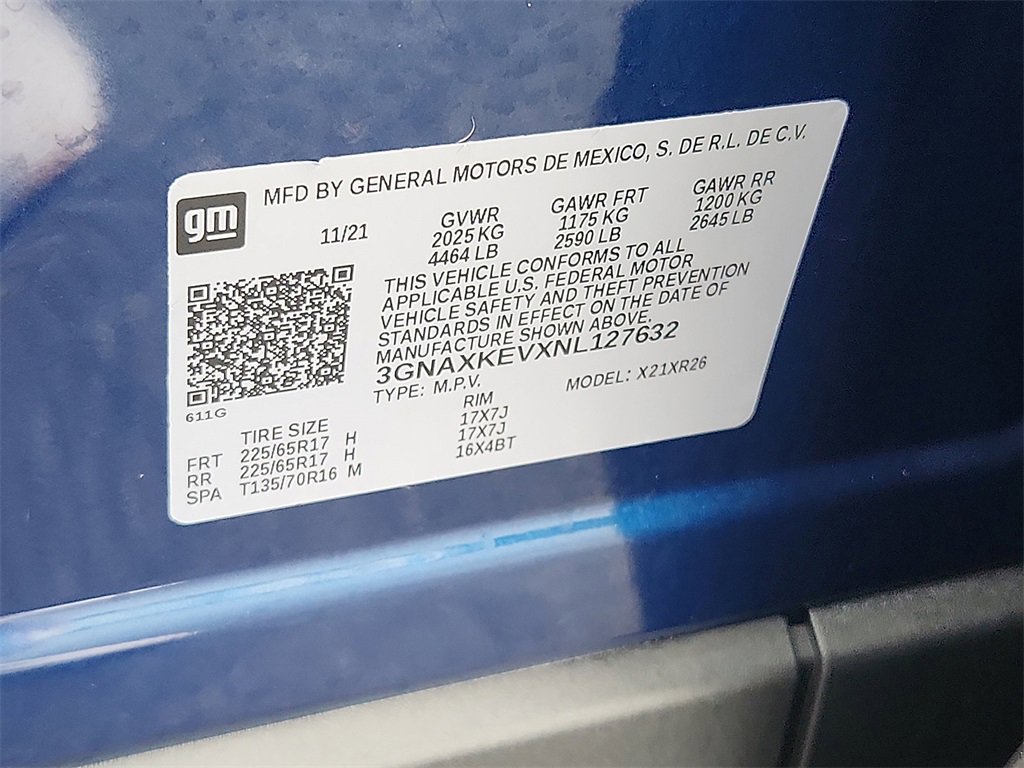 MFD BY GENERAL MOTORS DE MEXICO, S. DE R.L. DE C.V.
gm
11/21
GVWR
2025 KG
4464 LB
GAWR FRT
1175 KG
2590 LB
GAWR RR
1200 KG
2645 LB
THIS VEHICLE CONFORMS TO ALL
APPLICABLE U.S. FEDERAL MOTOR
VEHICLE SAFETY AND THEFT PREVENTION
STANDARDS IN EFFECT ON THE DATE OF
MANUFACTURE SHOWN ABOVE.
3GNAXKEVXNL127632
TYPE: M.P.V. MODEL: X21XR26
611G
TIRE SIZE RIM
FRT 225/65R17 H 17X7J
RR 225/65R17 H 17X7J
SPA T135/70R16 M 16X4BT